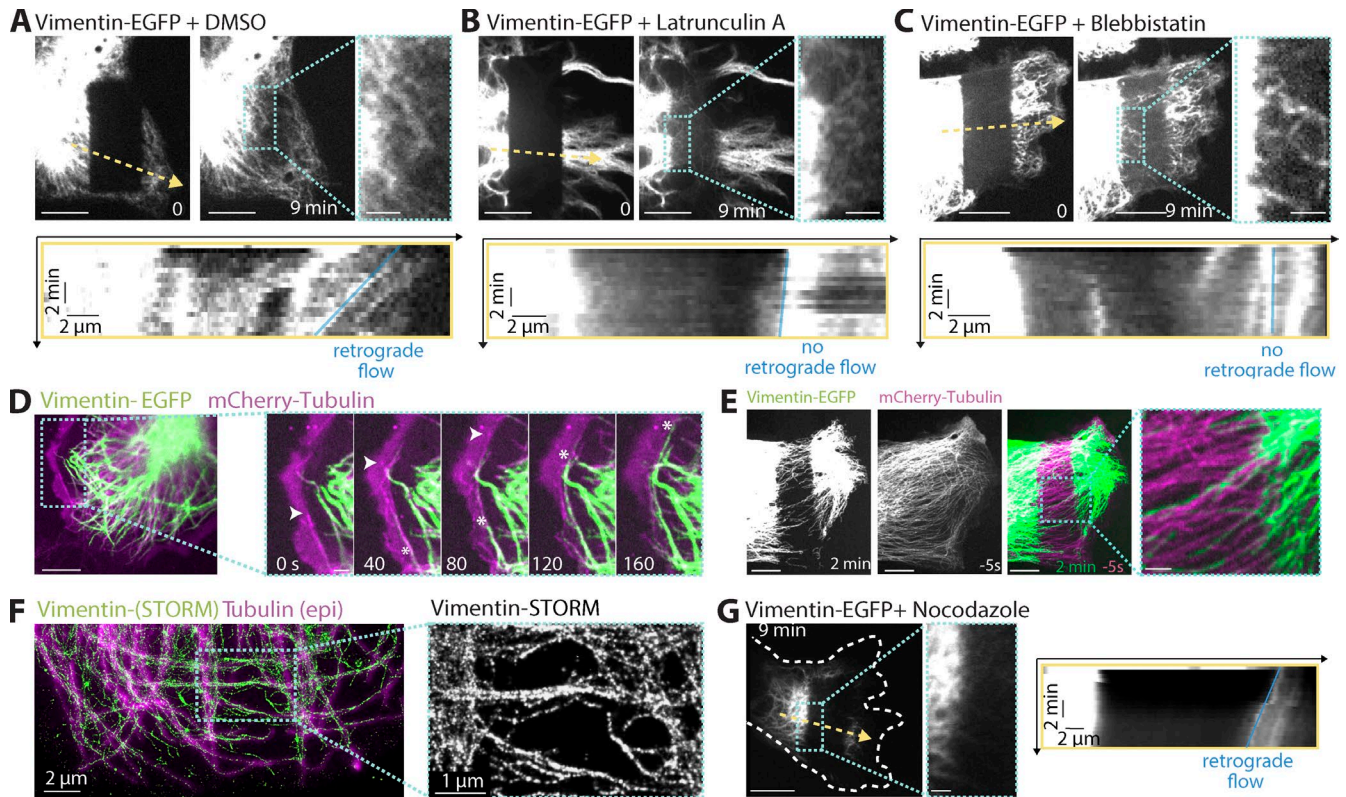 A Vimentin-EGFP + DMSO
0
9 min
2 min
2 µm
retrograde
flow
B Vimentin-EGFP + Latrunculin A
0
9 min
2 min
2 µm
no
retrograde flow
C Vimentin-EGFP + Blebbistatin
0
9 min
2 min
2 µm
no
retrograde flow
D Vimentin- EGFP mCherry-Tubulin
0 s
40
80
120
160
*
*
*
*
E Vimentin-EGFP mCherry-Tubulin
2 min
-5s
2 min -5s
F Vimentin-(STORM) Tubulin (epi)
2 µm
Vimentin-STORM
1 µm
G Vimentin-EGFP+ Nocodazole
9 min
2 min
2 µm
retrograde
flow